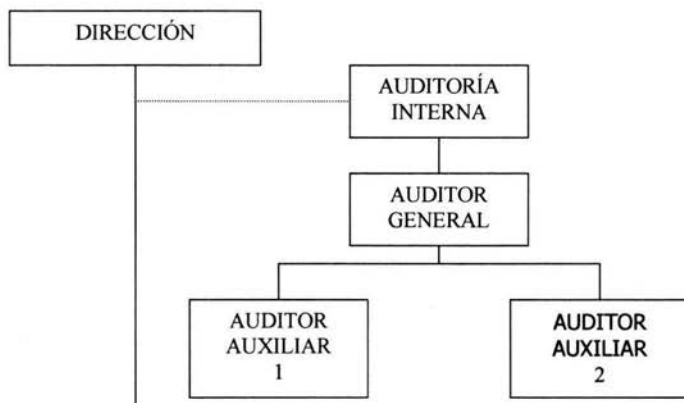 DIRECCIÓN
AUDITORÍA
INTERNA
AUDITOR
GENERAL
AUDITOR
AUXILIAR
1
AUDITOR
AUXILIAR
2